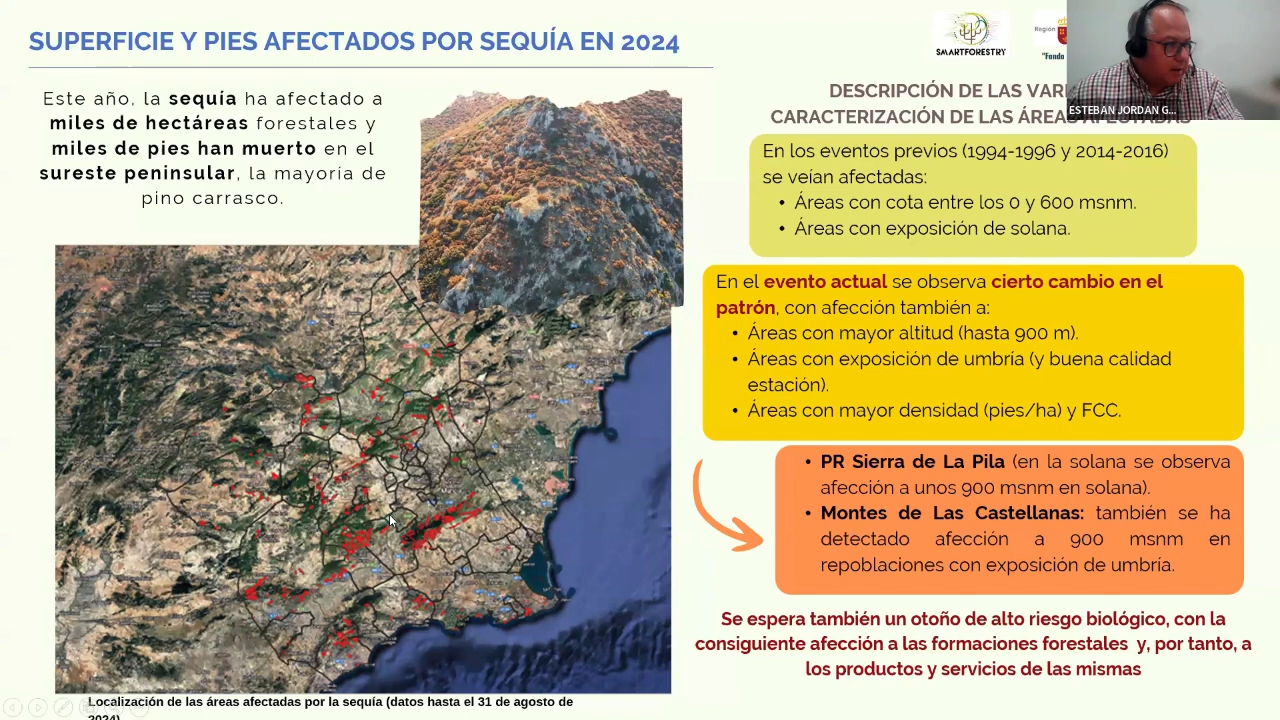 SUPERFICIE Y PIES AFECTADOS POR SEQUÍA EN 2024
SMARTFORESTRY
Región
"Fondo
ESTEBAN JORDAN G...
Este año, la sequía ha afectado a
miles de hectáreas forestales y
miles de pies han muerto en el
sureste peninsular, la mayoría de
pino carrasco.
DESCRIPCIÓN DE LAS VARI
CARACTERIZACIÓN DE LAS ÁREAS AFECTADAS
En los eventos previos (1994-1996 y 2014-2016)
se veían afectadas:
• Áreas con cota entre los 0 y 600 msnm.
• Áreas con exposición de solana.
En el evento actual se observa cierto cambio en el
patrón, con afección también a:
• Áreas con mayor altitud (hasta 900 m).
• Áreas con exposición de umbría (y buena calidad
estación).
• Áreas con mayor densidad (pies/ha) y FCC.
• PR Sierra de La Pila (en la solana se observa
afección a unos 900 msnm en solana).
• Montes de Las Castellanas: también se ha
detectado afección a 900 msnm en
repoblaciones con exposición de umbría.
Se espera también un otoño de alto riesgo biológico, con la
consiguiente afección a las formaciones forestales y, por tanto, a
los productos y servicios de las mismas
Localización de las áreas afectadas por la sequía (datos hasta el 31 de agosto de
2024)